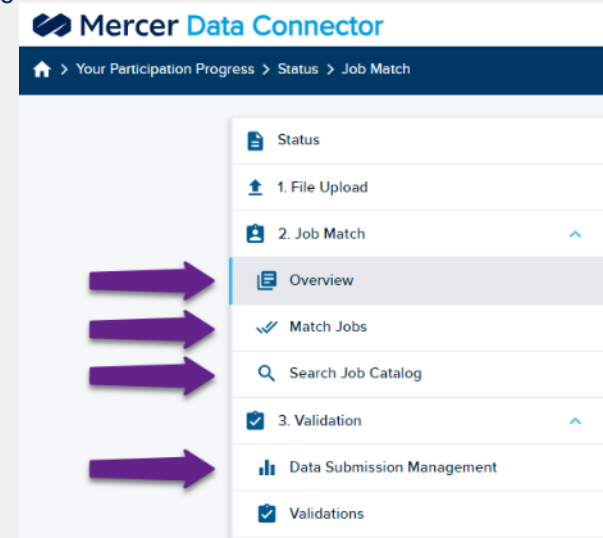 Mercer Data Connector
> Your Participation Progress > Status > Job Match
Status
1. File Upload
2. Job Match
Overview
Match Jobs
Search Job Catalog
3. Validation
Data Submission Management
Validations